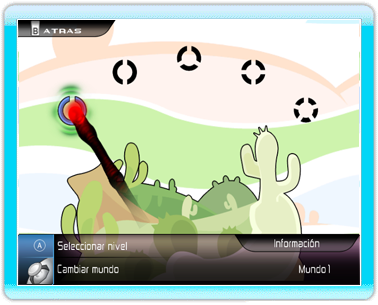 B ATRAS
A Seleccionar nivel
Información
Cambiar mundo
Mundo 1